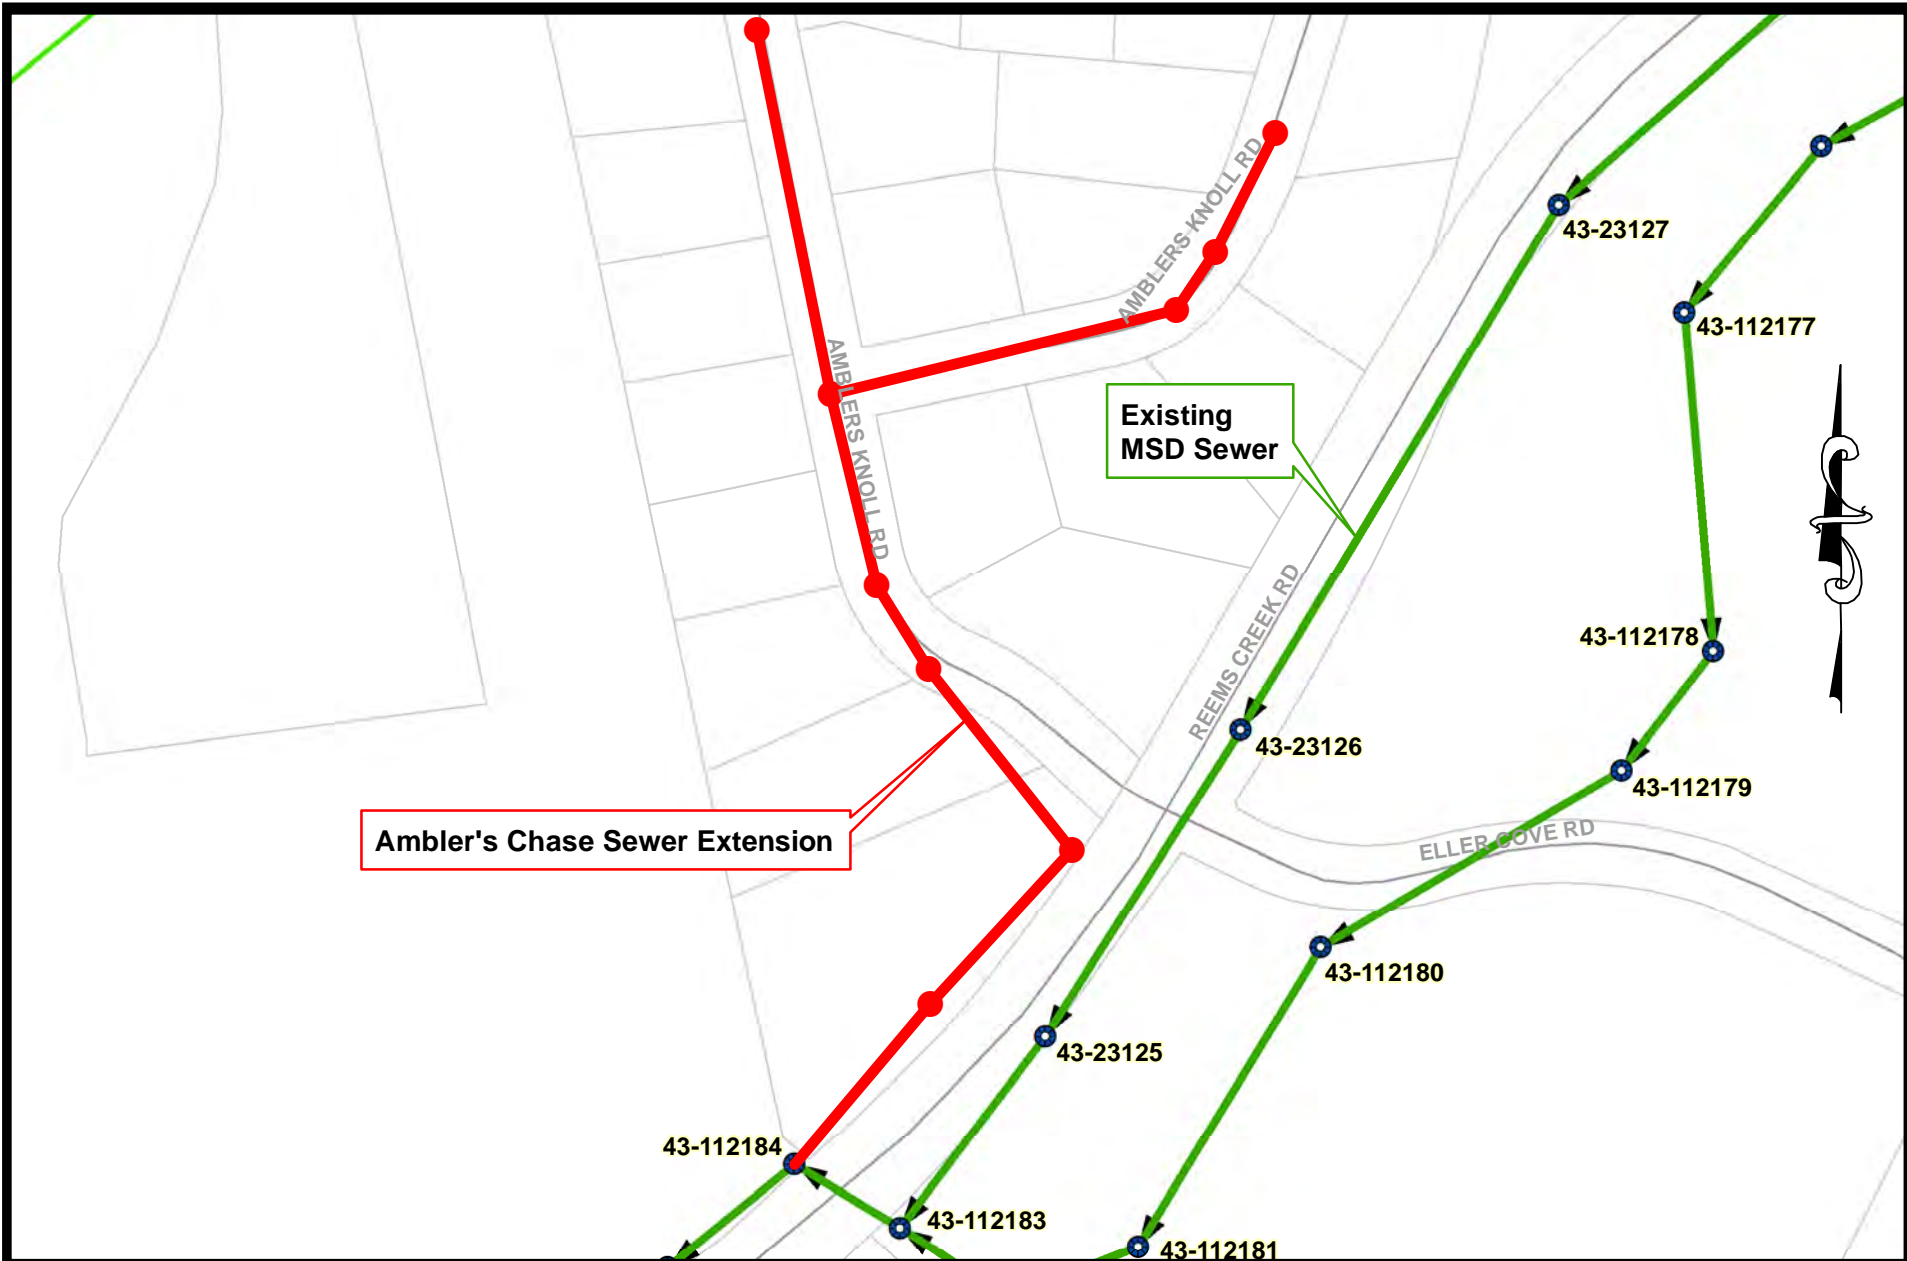 AMBLERS KNOLL RD
43-23127
43-112177
AMBLERS KNOLL RD
Existing
MSD Sewer
REEMS CREEK RD
43-112178
43-23126
43-112179
Ambler's Chase Sewer Extension
ELLER COVE RD
43-112180
43-23125
43-112184
43-112183
43-112181